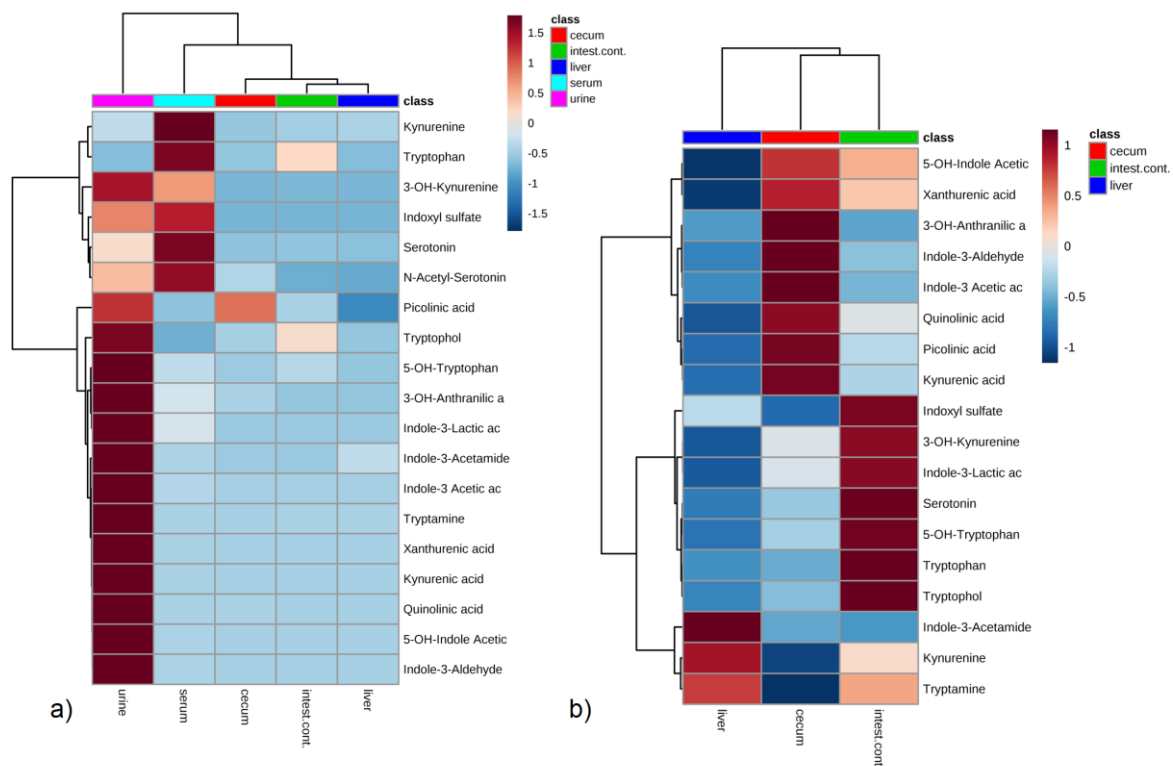 class
cecum
intest.cont.
liver
serum
urine
1.5
1
0.5
0
-0.5
-1
-1.5
class
Kynurenine
Tryptophan
3-OH-Kynurenine
Indoxyl sulfate
Serotonin
N-Acetyl-Serotonin
Picolinic acid
Tryptophol
5-OH-Tryptophan
3-OH-Anthranilic a
Indole-3-Lactic ac
Indole-3-Acetamide
Indole-3 Acetic ac
Tryptamine
Xanthurenic acid
Kynurenic acid
Quinolinic acid
5-OH-Indole Acetic
Indole-3-Aldehyde
urine
serum
cecum
intest.cont.
liver
a)
class
cecum
intest.cont.
liver
1
0.5
0
-0.5
-1
class
5-OH-Indole Acetic
Xanthurenic acid
3-OH-Anthranilic a
Indole-3-Aldehyde
Indole-3 Acetic ac
Quinolinic acid
Picolinic acid
Kynurenic acid
Indoxyl sulfate
3-OH-Kynurenine
Indole-3-Lactic ac
Serotonin
5-OH-Tryptophan
Tryptophan
Tryptophol
Indole-3-Acetamide
Kynurenine
Tryptamine
liver
cecum
intest.cont
b)